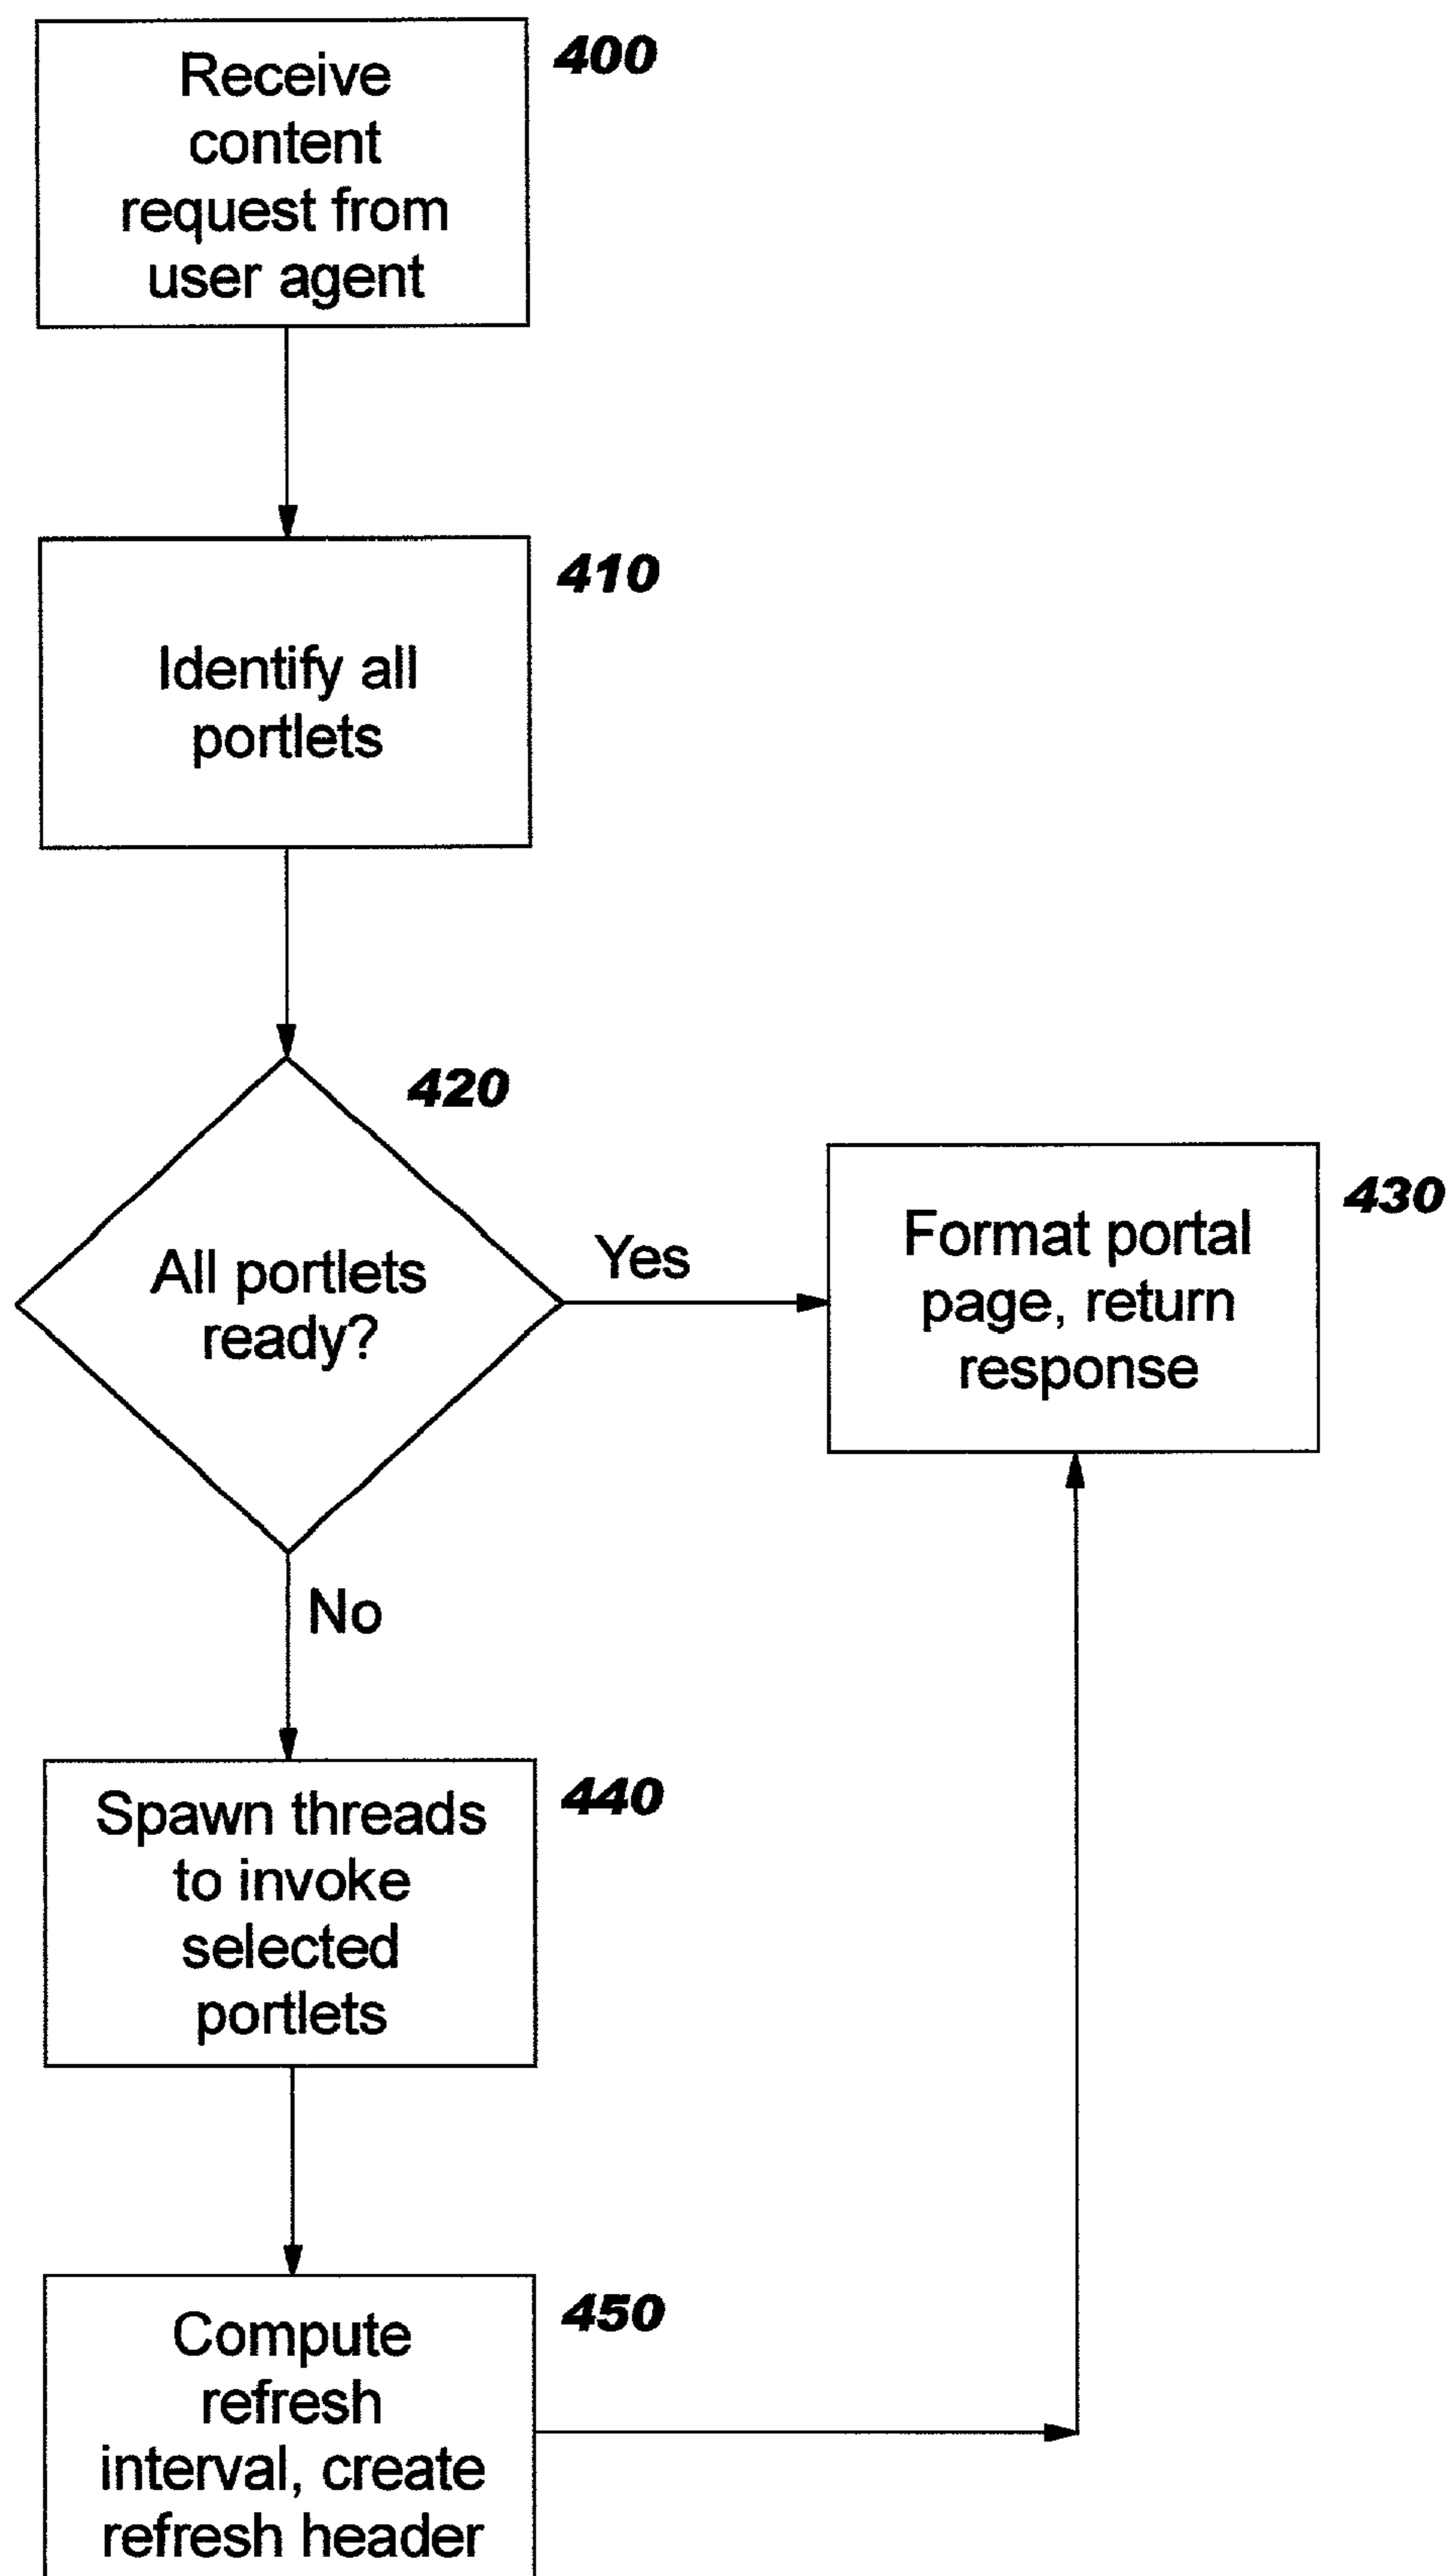 Receive
content
request from
user agent
400
Identify all
portlets
410
All portlets
ready?
420
Yes
Format portal
page, return
response
430
No
Spawn threads
to invoke
selected
portlets
440
Compute
refresh
interval, create
refresh header
450